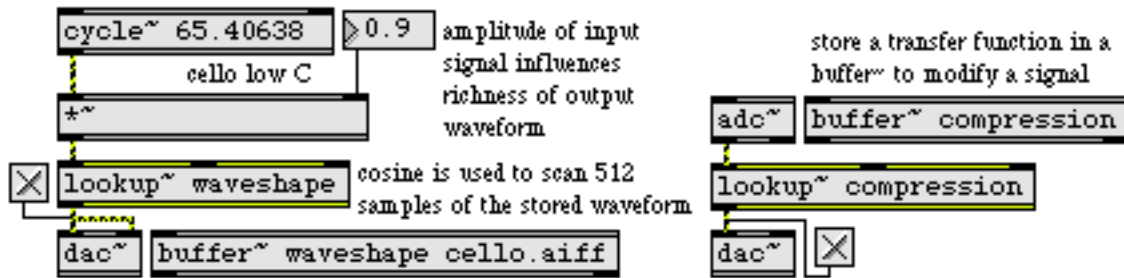 cycle~ 65.40638
0.9
amplitude of input
signal influences
richness of output
waveform
cello low C
*~
lookup~ waveshape
cosine is used to scan 512
samples of the stored waveform
dac~
buffer~ waveshape cello.aiff
store a transfer function in a
buffer~ to modify a signal
adc~
buffer~ compression
lookup~ compression
dac~